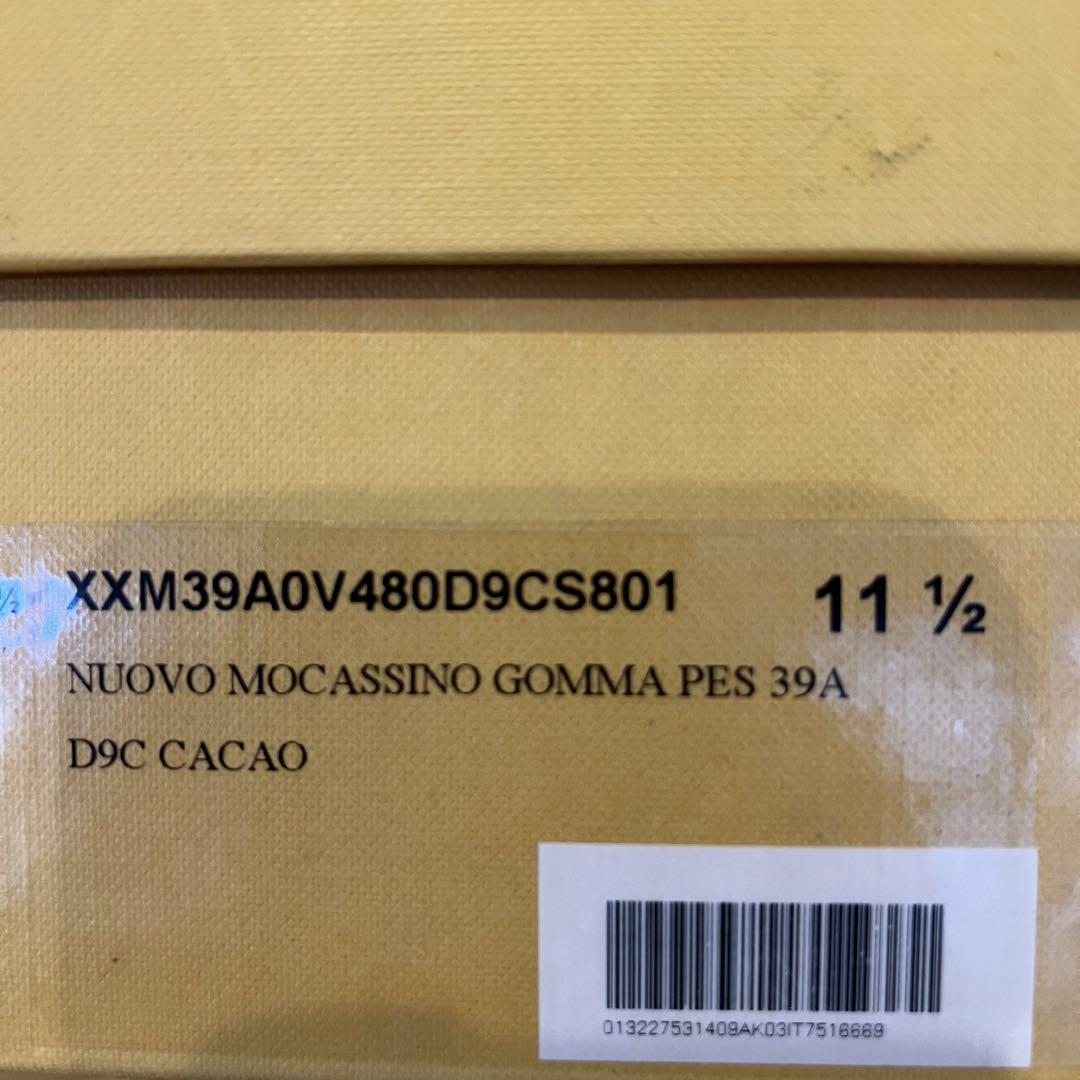 XXM39A0V480D9CS801 11 ½
NUOVO MOCASSINO GOMMA PES 39A
D9C CACAO
013227531409AK03IT7516669